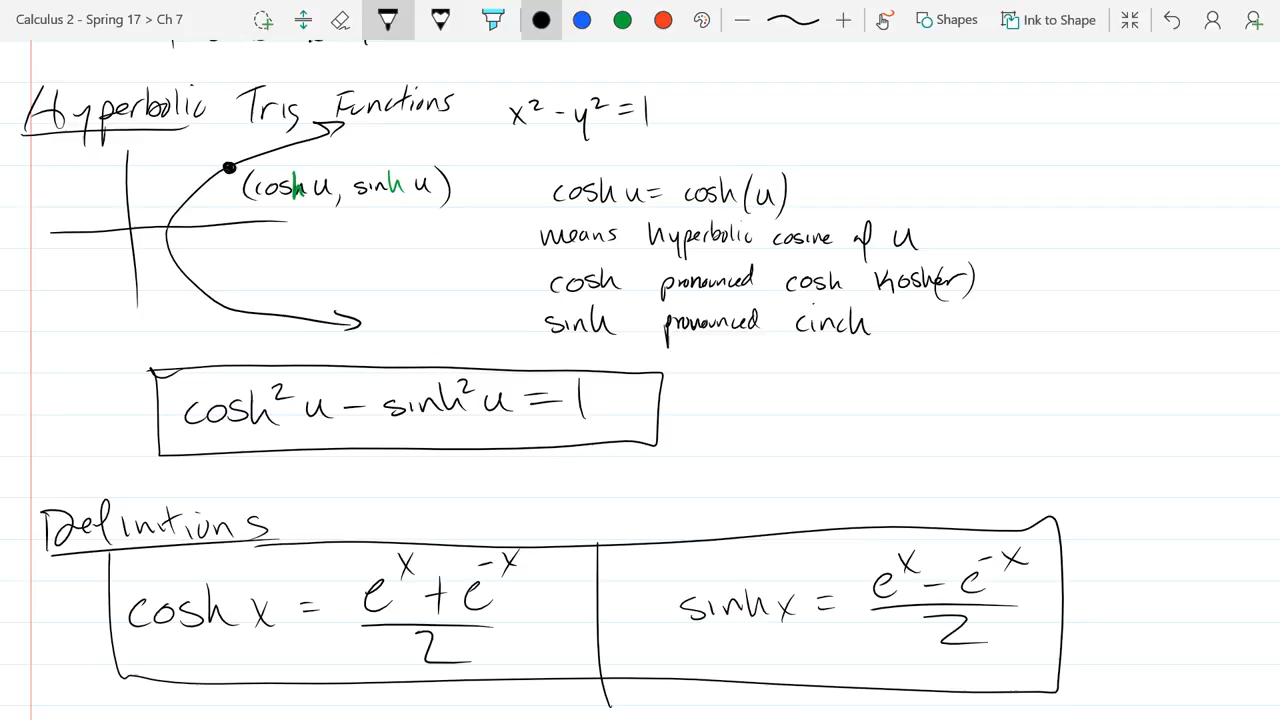 Calculus 2 - Spring 17 > Ch 7 Shapes Ink to Shape
Hyperbolic Trig Functions x² - y² = 1
(cosh u, sinh u)
cosh u = cosh(u)
means hyperbolic cosine of u
cosh pronounced cosh Kosh(er)
sinh pronounced cinch
cosh² u - sinh² u = 1
Definitions
cosh x = (e^x + e^-x)/2
sinh x = (e^x - e^-x)/2